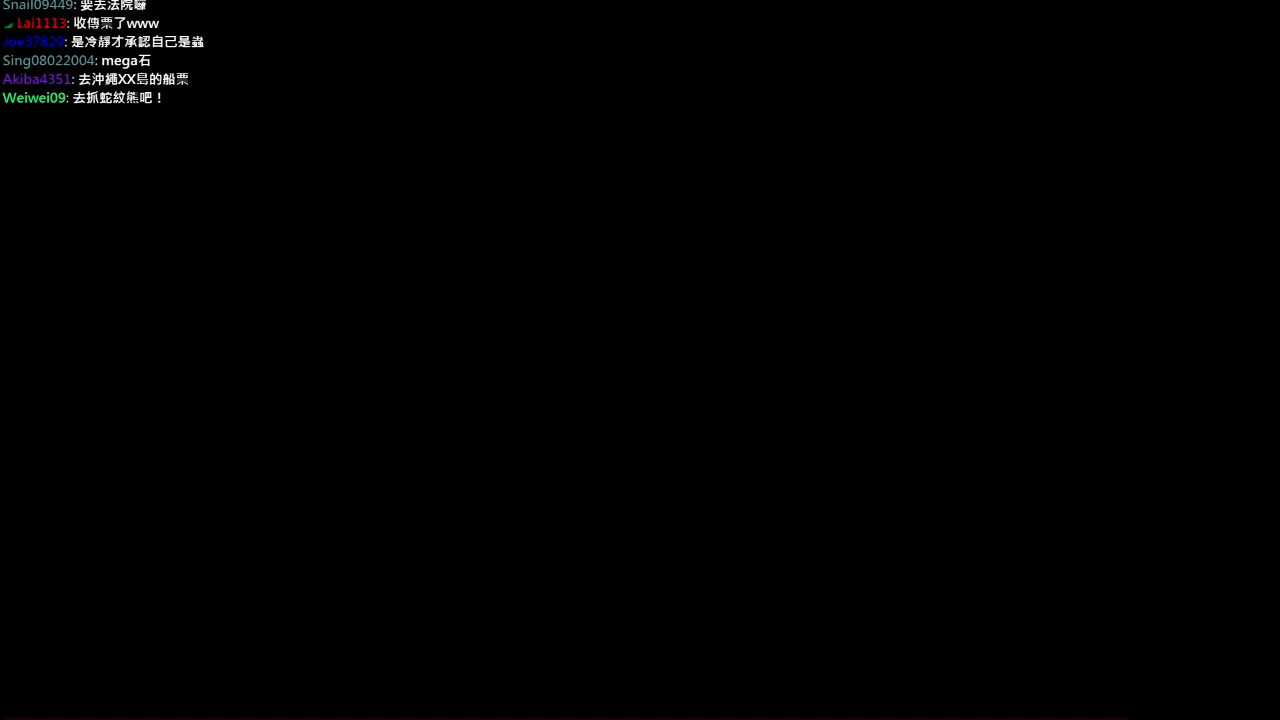 Snail09449: 要去法院囉
Lai1113: 收傳票了www
Joe37829: 是冷靜才承認自己是蟲
Sing08022004: mega石
Akiba4351: 去沖繩XX島的船票
Weiwei09: 去抓蛇紋熊吧！